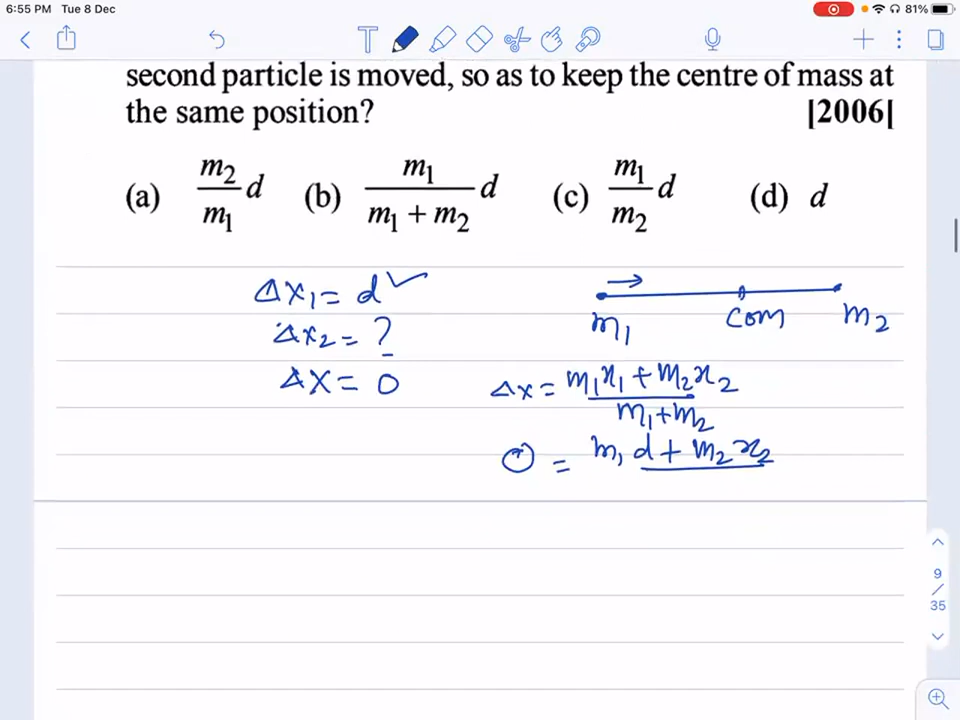 6:55 PM Tue 8 Dec 81%
second particle is moved, so as to keep the centre of mass at
the same position? [2006[
(a) m₂/m₁ d (b) m₁/(m₁ + m₂) d (c) m₁/m₂ d (d) d
Δx₁ = d ✓
Δx₂ = ?
Δx = 0
m₁ com m₂
Δx = (m₁x₁ + m₂x₂)/(m₁+m₂)
0 = m₁d + m₂x₂
9
/
35